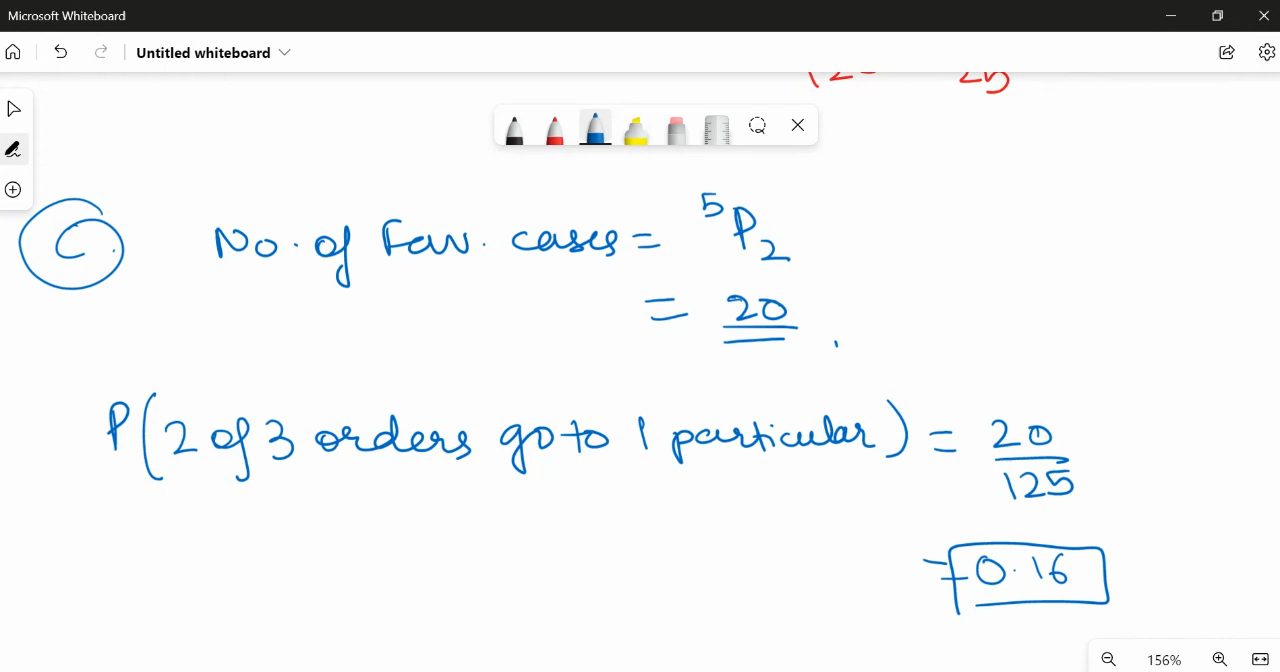 Microsoft Whiteboard
Untitled whiteboard
C. No. of Fav. cases = ⁵P₂
= 20
P(2 of 3 orders go to 1 particular) = 20/125
= 0.16
156%